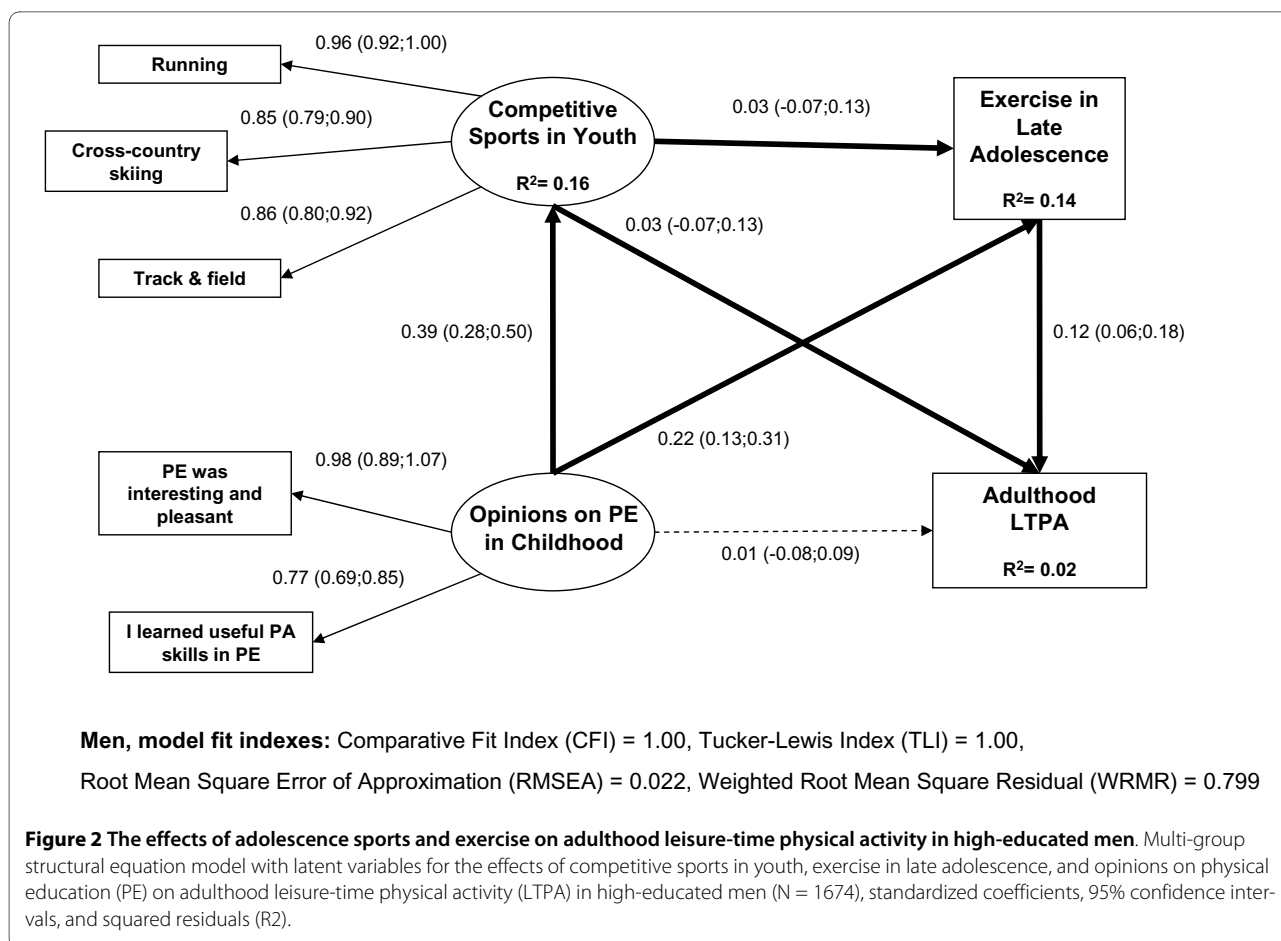 0.96 (0.92;1.00)
Running
0.85 (0.79;0.90)
Cross-country
skiing
0.86 (0.80;0.92)
Track & field
Competitive
Sports in Youth
R²= 0.16
0.03 (-0.07;0.13)
Exercise in
Late
Adolescence
R²= 0.14
0.03 (-0.07;0.13)
0.39 (0.28;0.50)
0.12 (0.06;0.18)
0.22 (0.13;0.31)
PE was
interesting and
pleasant
0.98 (0.89;1.07)
Opinions on PE
in Childhood
0.01 (-0.08;0.09)
Adulthood
LTPA
R²= 0.02
0.77 (0.69;0.85)
I learned useful PA
skills in PE
Men, model fit indexes: Comparative Fit Index (CFI) = 1.00, Tucker-Lewis Index (TLI) = 1.00,
Root Mean Square Error of Approximation (RMSEA) = 0.022, Weighted Root Mean Square Residual (WRMR) = 0.799
Figure 2 The effects of adolescence sports and exercise on adulthood leisure-time physical activity in high-educated men. Multi-group
structural equation model with latent variables for the effects of competitive sports in youth, exercise in late adolescence, and opinions on physical
education (PE) on adulthood leisure-time physical activity (LTPA) in high-educated men (N = 1674), standardized coefficients, 95% confidence inter-
vals, and squared residuals (R2).